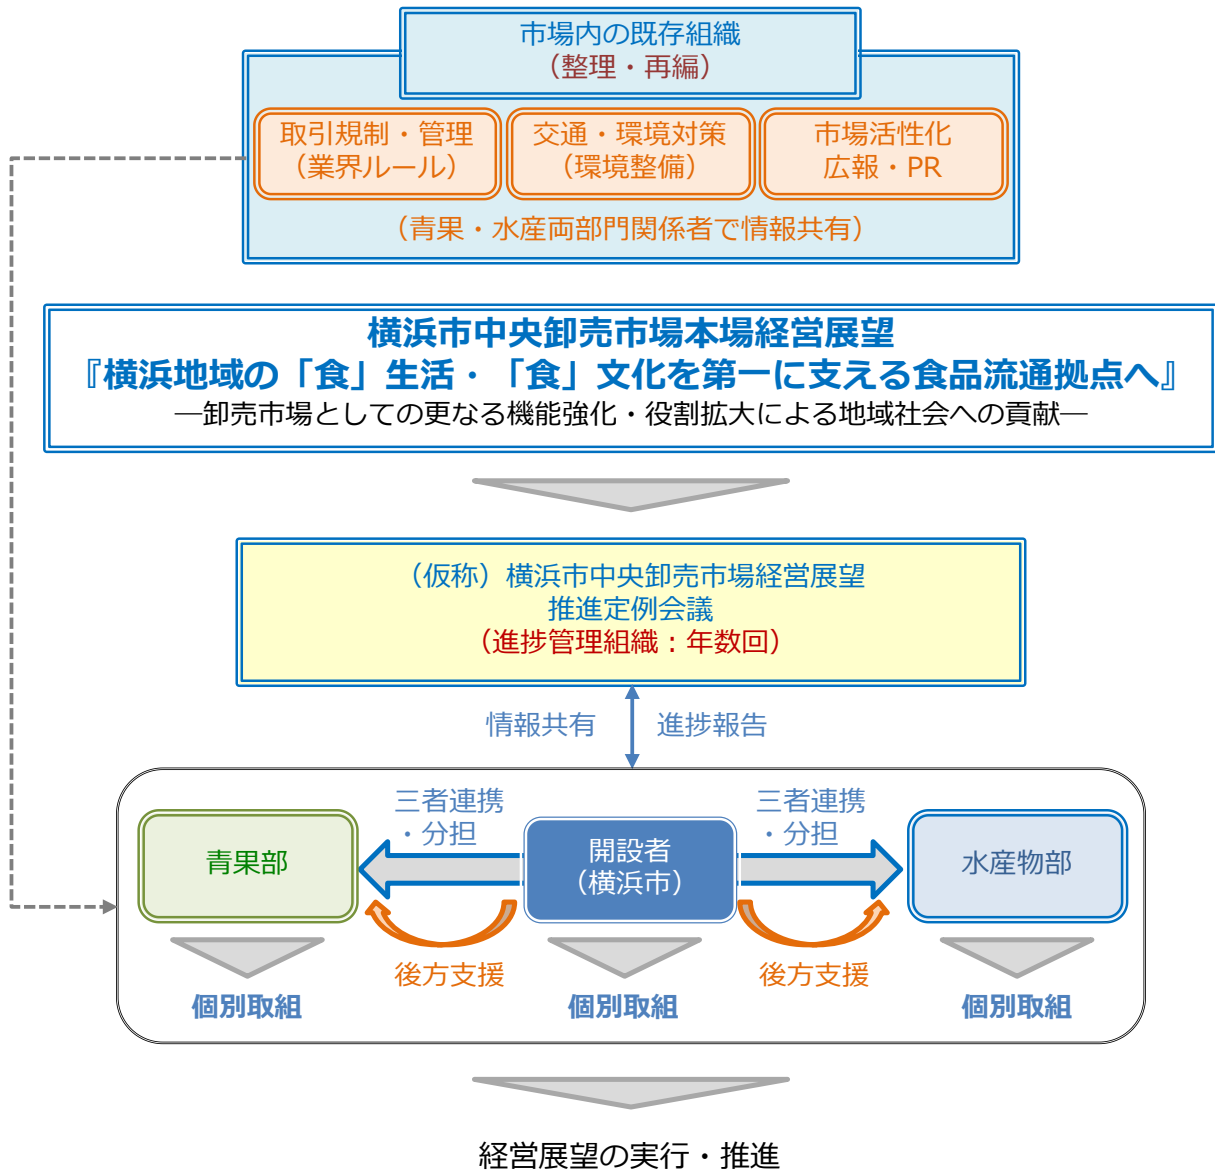 市場内の既存組織
（整理・再編）
取引規制・管理
（業界ルール）
交通・環境対策
（環境整備）
市場活性化
広報・PR
（青果・水産両部門関係者で情報共有）
横浜市中央卸売市場本場経営展望
『横浜地域の「食」生活・「食」文化を第一に支える食品流通拠点へ』
―卸売市場としての更なる機能強化・役割拡大による地域社会への貢献―
（仮称）横浜市中央卸売市場経営展望
推進定例会議
（進捗管理組織：年数回）
情報共有
進捗報告
三者連携
・分担
三者連携
・分担
青果部
開設者
（横浜市）
水産物部
後方支援
後方支援
個別取組
個別取組
個別取組
経営展望の実行・推進